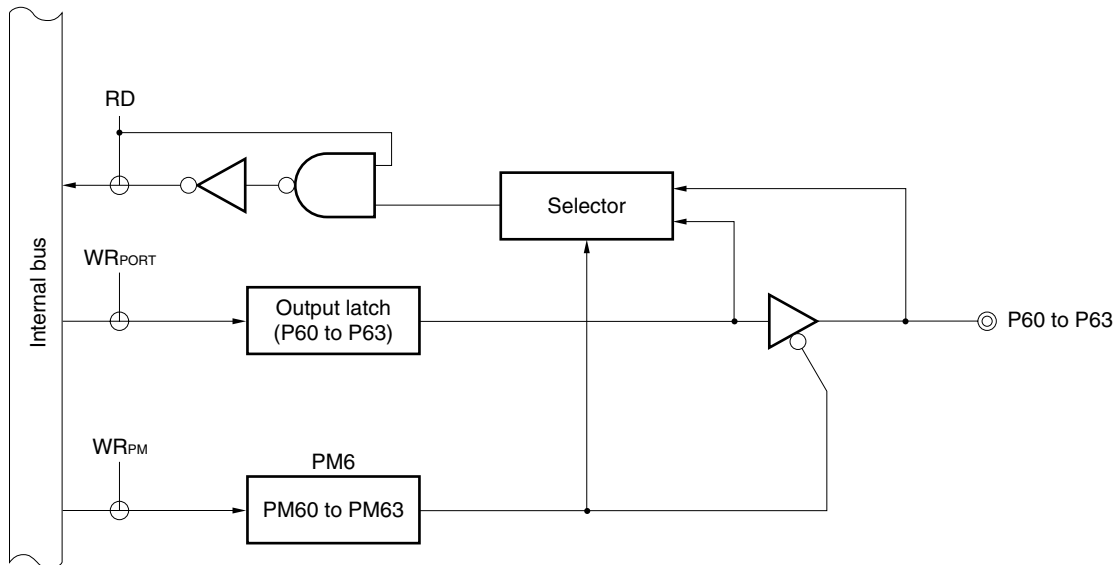 RD
Internal bus
Selector
WRPORT
Output latch
(P60 to P63)
P60 to P63
WRPM
PM6
PM60 to PM63